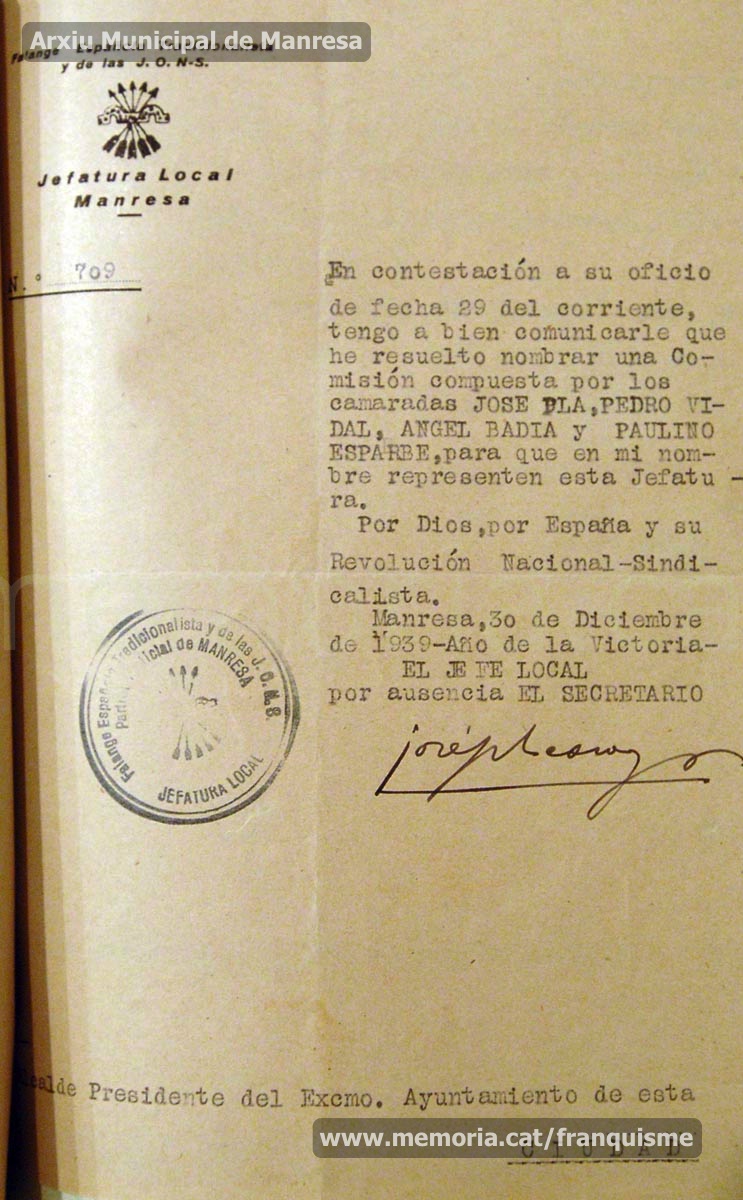 Arxiu Municipal de Manresa
Falange Española Tradicionalista
y de las J. O. N-S.
Jefatura Local
Manresa
N.º 709
En contestación a su oficio
de fecha 29 del corriente,
tengo a bien comunicarle que
he resuelto nombrar una Co-
misión compuesta por los
camaradas JOSE PLA, PEDRO VI-
DAL, ANGEL BADIA y PAULINO
ESPARBE, para que en mi nom-
bre representen esta Jefatu -
ra.
Por Dios, por España y su
Revolución Nacional-Sindi-
calista.
Manresa, 30 de Diciembre
de 1939-Año de la Victoria-
EL JEFE LOCAL
por ausencia EL SECRETARIO
Falange Española Tradicionalista y de las J. O. N. S.
de MANRESA
JEFATURA LOCAL
Presidente del Excmo. Ayuntamiento de esta
CIUDAD
www.memoria.cat/franquisme